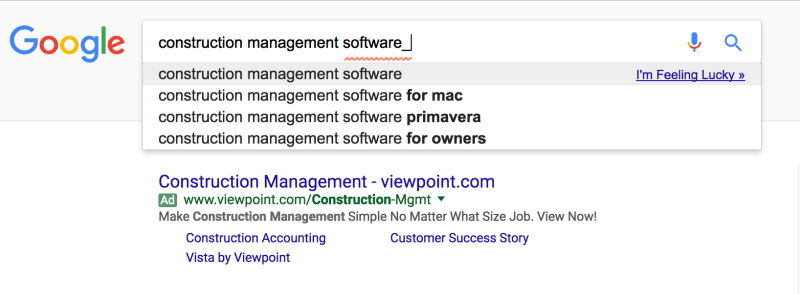 Google
construction management software_
construction management software I'm Feeling Lucky »
construction management software for mac
construction management software primavera
construction management software for owners
Construction Management - viewpoint.com
Ad www.viewpoint.com/Construction-Mgmt
Make Construction Management Simple No Matter What Size Job. View Now!
Construction Accounting Customer Success Story
Vista by Viewpoint